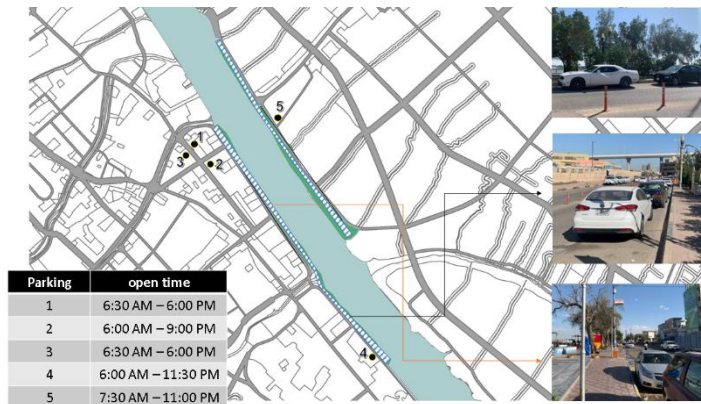 5
1
3
2
4
Parking open time
1 6:30 AM – 6:00 PM
2 6:00 AM – 9:00 PM
3 6:30 AM – 6:00 PM
4 6:00 AM – 11:30 PM
5 7:30 AM – 11:00 PM